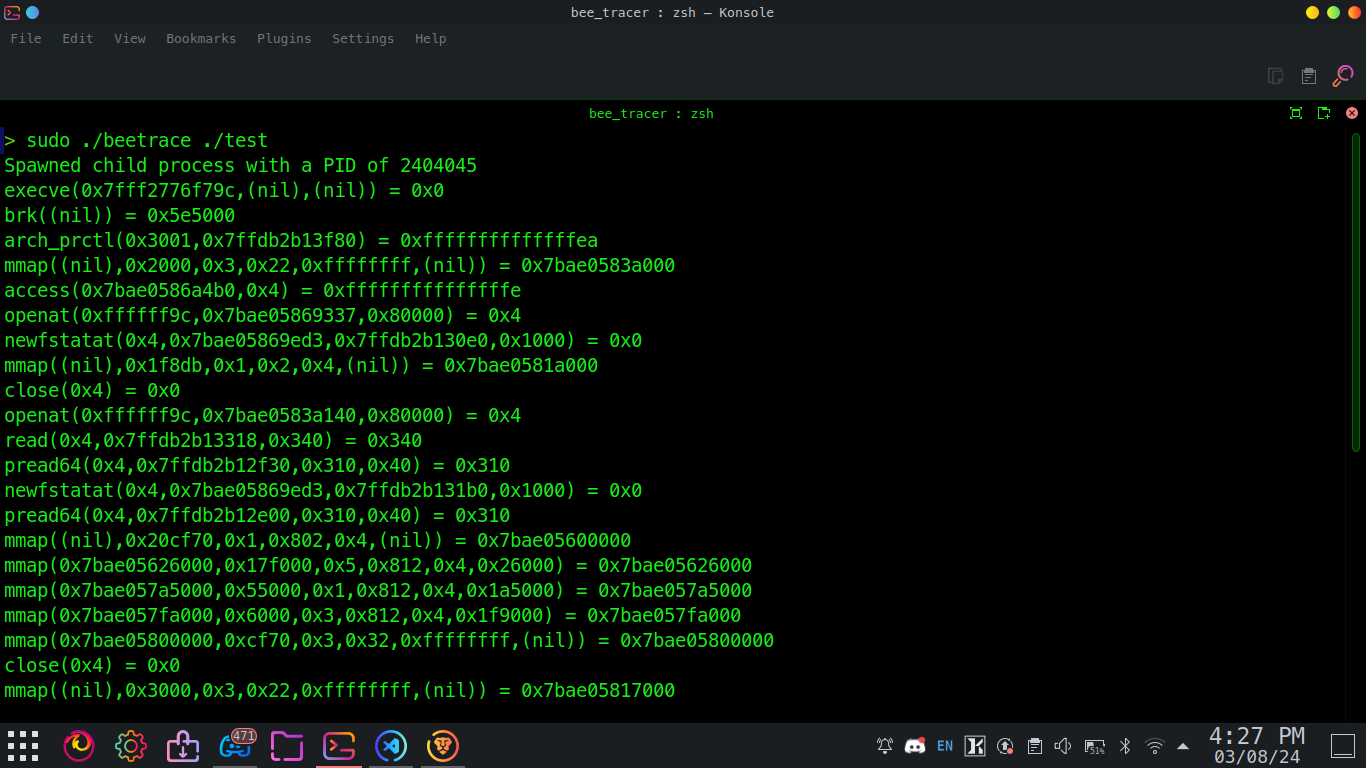 bee_tracer : zsh — Konsole
File Edit View Bookmarks Plugins Settings Help
bee_tracer : zsh
> sudo ./beetrace ./test
Spawned child process with a PID of 2404045
execve(0x7fff2776f79c,(nil),(nil)) = 0x0
brk((nil)) = 0x5e5000
arch_prctl(0x3001,0x7ffdb2b13f80) = 0xffffffffffffffea
mmap((nil),0x2000,0x3,0x22,0xffffffff,(nil)) = 0x7bae0583a000
access(0x7bae0586a4b0,0x4) = 0xfffffffffffffffe
openat(0xffffff9c,0x7bae05869337,0x80000) = 0x4
newfstatat(0x4,0x7bae05869ed3,0x7ffdb2b130e0,0x1000) = 0x0
mmap((nil),0x1f8db,0x1,0x2,0x4,(nil)) = 0x7bae0581a000
close(0x4) = 0x0
openat(0xffffff9c,0x7bae0583a140,0x80000) = 0x4
read(0x4,0x7ffdb2b13318,0x340) = 0x340
pread64(0x4,0x7ffdb2b12f30,0x310,0x40) = 0x310
newfstatat(0x4,0x7bae05869ed3,0x7ffdb2b131b0,0x1000) = 0x0
pread64(0x4,0x7ffdb2b12e00,0x310,0x40) = 0x310
mmap((nil),0x20cf70,0x1,0x802,0x4,(nil)) = 0x7bae05600000
mmap(0x7bae05626000,0x17f000,0x5,0x812,0x4,0x26000) = 0x7bae05626000
mmap(0x7bae057a5000,0x55000,0x1,0x812,0x4,0x1a5000) = 0x7bae057a5000
mmap(0x7bae057fa000,0x6000,0x3,0x812,0x4,0x1f9000) = 0x7bae057fa000
mmap(0x7bae05800000,0xcf70,0x3,0x32,0xffffffff,(nil)) = 0x7bae05800000
close(0x4) = 0x0
mmap((nil),0x3000,0x3,0x22,0xffffffff,(nil)) = 0x7bae05817000
471
EN
51%
4:27 PM
03/08/24